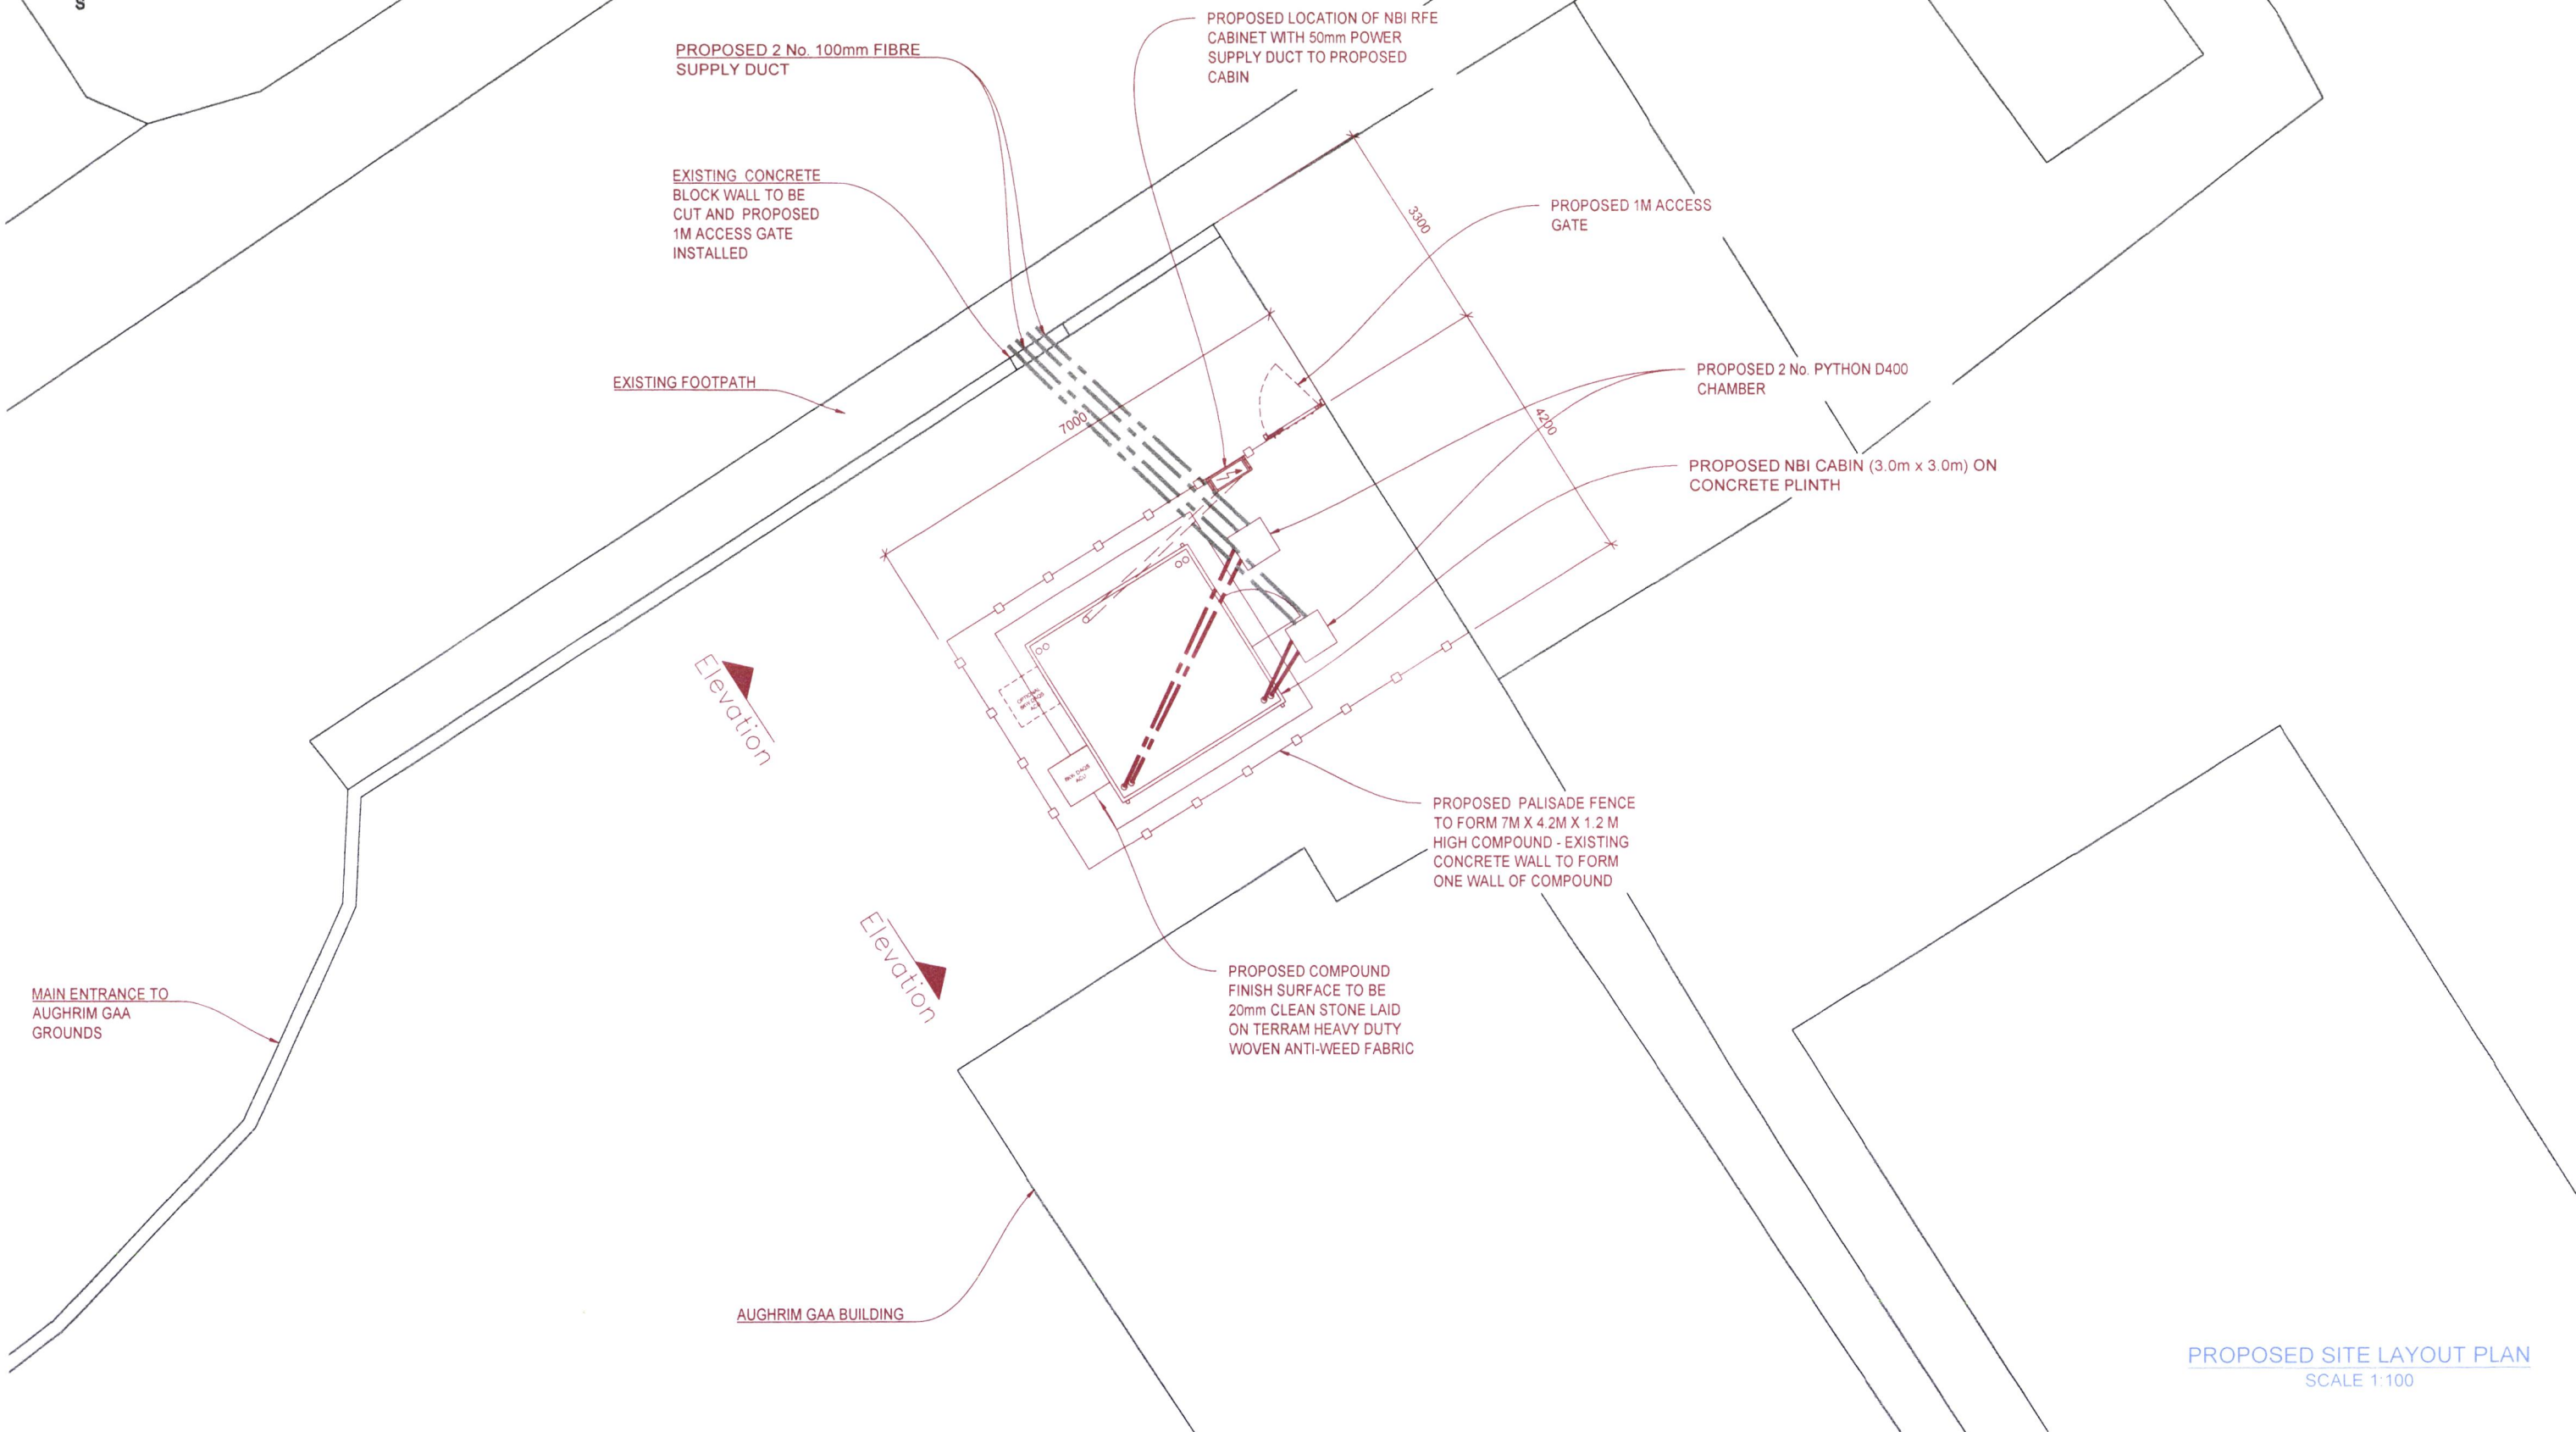 S
PROPOSED LOCATION OF NBI RFE
CABINET WITH 50mm POWER
SUPPLY DUCT TO PROPOSED
CABIN
PROPOSED 2 No. 100mm FIBRE
SUPPLY DUCT
EXISTING CONCRETE
BLOCK WALL TO BE
CUT AND PROPOSED
1M ACCESS GATE
INSTALLED
PROPOSED 1M ACCESS
GATE
3300
EXISTING FOOTPATH
PROPOSED 2 No. PYTHON D400
CHAMBER
7000
4200
PROPOSED NBI CABIN (3.0m x 3.0m) ON
CONCRETE PLINTH
Elevation
OPTIONAL
ACU
ACU
PROPOSED PALISADE FENCE
TO FORM 7M X 4.2M X 1.2 M
HIGH COMPOUND - EXISTING
CONCRETE WALL TO FORM
ONE WALL OF COMPOUND
Elevation
PROPOSED COMPOUND
FINISH SURFACE TO BE
20mm CLEAN STONE LAID
ON TERRAM HEAVY DUTY
WOVEN ANTI-WEED FABRIC
MAIN ENTRANCE TO
AUGHRIM GAA
GROUNDS
AUGHRIM GAA BUILDING
PROPOSED SITE LAYOUT PLAN
SCALE 1:100